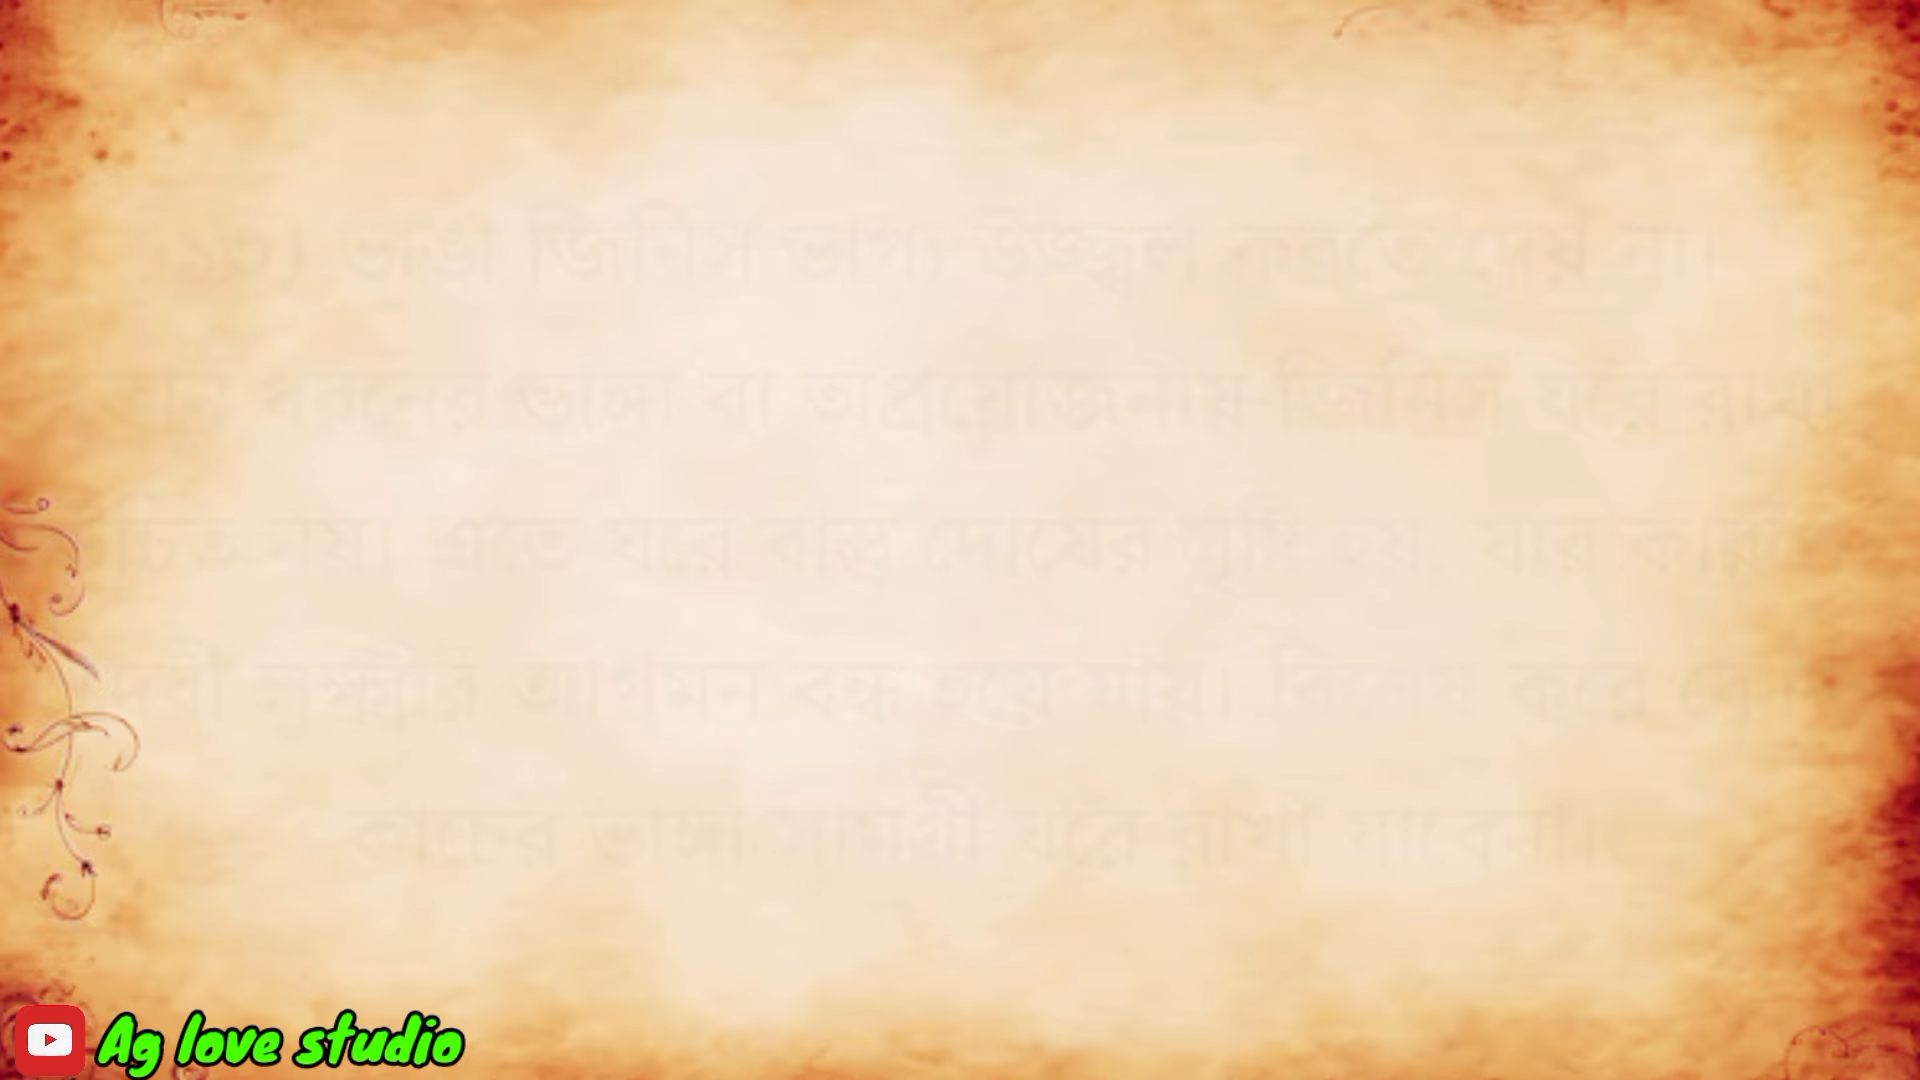 ভাঙা জিনিস ভাগ্য উজ্জ্বল করতে দেয় না।
ভাঙ্গা বা অপ্রয়োজনীয় জিনিস ঘরে রাখা
নয়। এতে ঘরে বাস্তু দোষের সৃষ্টি হয়, যার
লক্ষ্মীর আগমন বন্ধ হয়ে যায়। বিশেষ করে
কাচের ভাঙ্গা সামগ্রী ঘরে রাখা যাবেনা।
Ag love studio